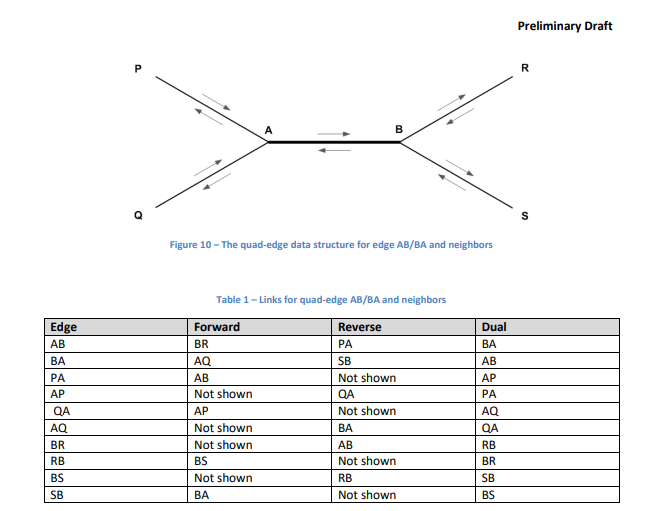 Preliminary Draft
P
R
A
B
Q
S
Figure 10 – The quad-edge data structure for edge AB/BA and neighbors
Table 1 – Links for quad-edge AB/BA and neighbors
Edge Forward Reverse Dual
AB BR PA BA
BA AQ SB AB
PA AB Not shown AP
AP Not shown QA PA
QA AP Not shown AQ
AQ Not shown BA QA
BR Not shown AB RB
RB BS Not shown BR
BS Not shown RB SB
SB BA Not shown BS